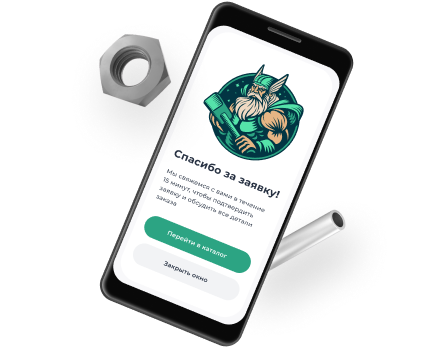 Спасибо за заявку!
Мы свяжемся с вами в течение
15 минут, чтобы подтвердить
заявку и обсудить все детали
заказа
Перейти в каталог
Закрыть окно